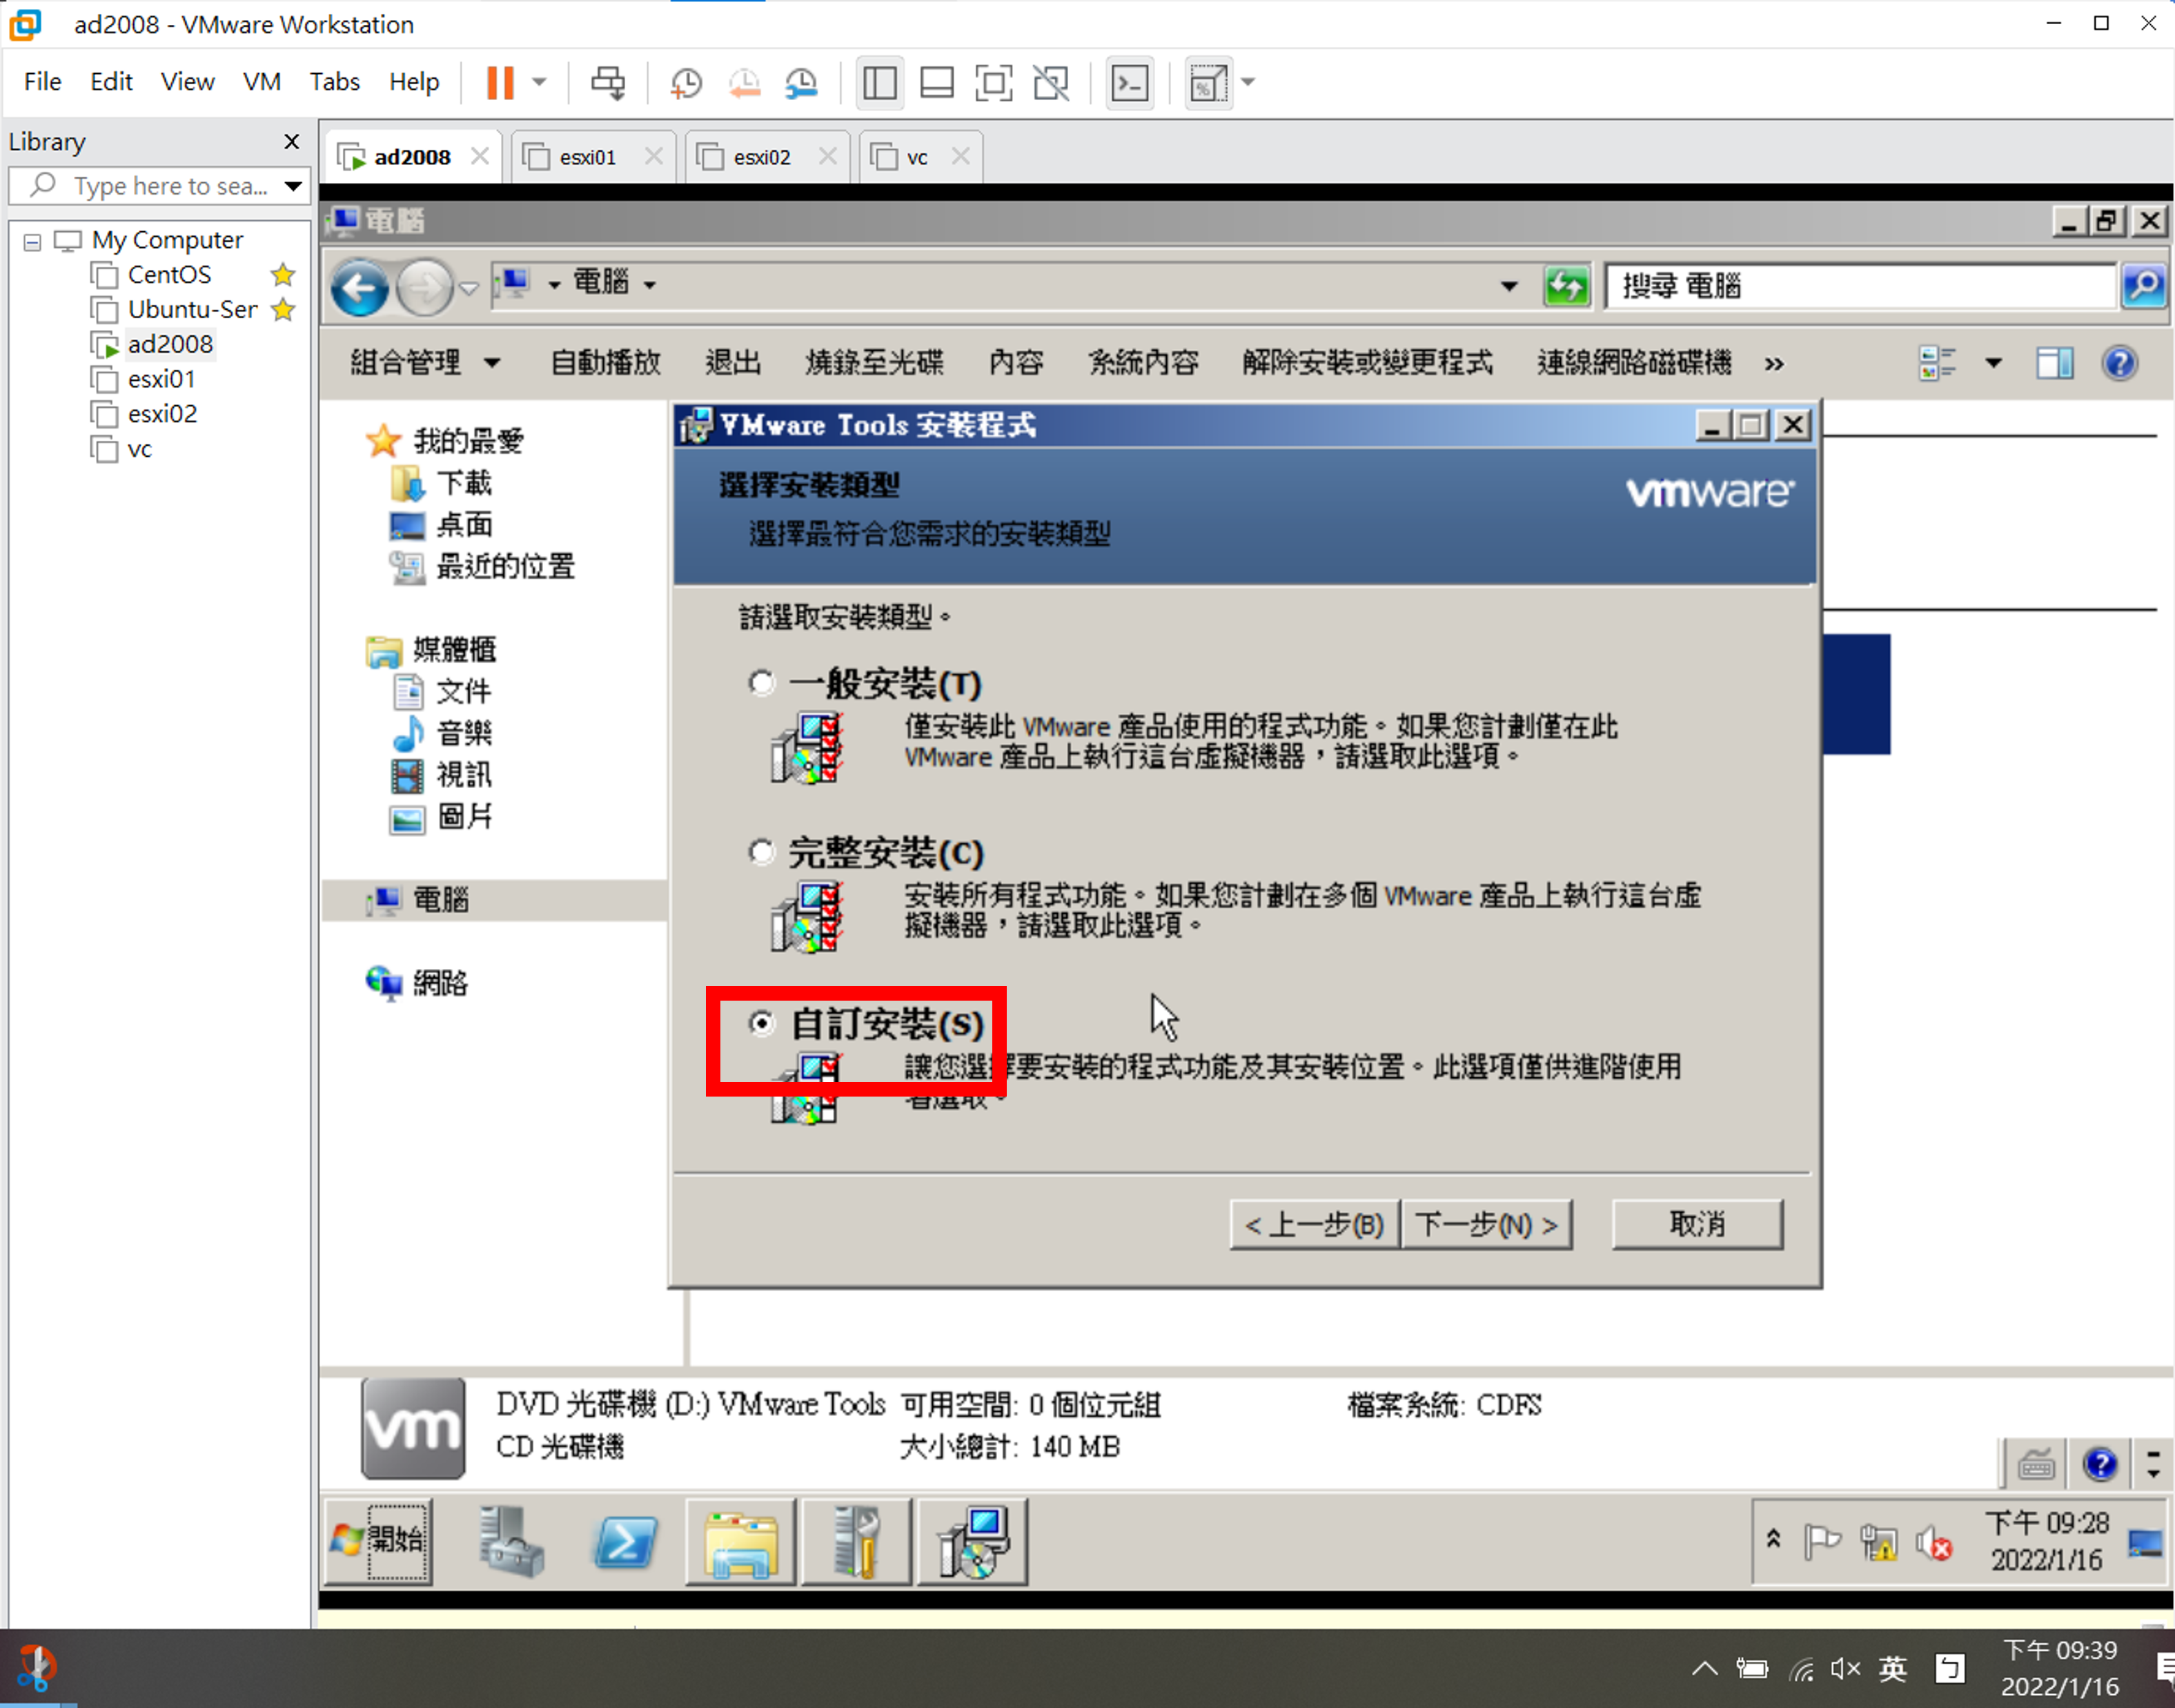 ad2008 - VMware Workstation
File Edit View VM Tabs Help
Library
ad2008 esxi01 esxi02 vc
Type here to sea...
My Computer
CentOS
Ubuntu-Ser
ad2008
esxi01
esxi02
vc
電腦
電腦
搜尋 電腦
組合管理 自動播放 退出 燒錄至光碟 內容 系統內容 解除安裝或變更程式 連線網路磁碟機 »
我的最愛
下載
桌面
最近的位置
媒體櫃
文件
音樂
視訊
圖片
電腦
網路
VMware Tools 安裝程式
選擇安裝類型
vmware
選擇最符合您需求的安裝類型
請選取安裝類型。
一般安裝(T)
僅安裝此 VMware 產品使用的程式功能。如果您計劃僅在此
VMware 產品上執行這台虛擬機器，請選取此選項。
完整安裝(C)
安裝所有程式功能。如果您計劃在多個 VMware 產品上執行這台虛
擬機器，請選取此選項。
自訂安裝(S)
讓您選擇要安裝的程式功能及其安裝位置。此選項僅供進階使用
者選取。
< 上一步(B) 下一步(N) > 取消
vm
DVD 光碟機 (D:) VMware Tools 可用空間: 0 個位元組 檔案系統: CDFS
CD 光碟機 大小總計: 140 MB
開始
下午 09:28
2022/1/16
英 ㄅ
下午 09:39
2022/1/16